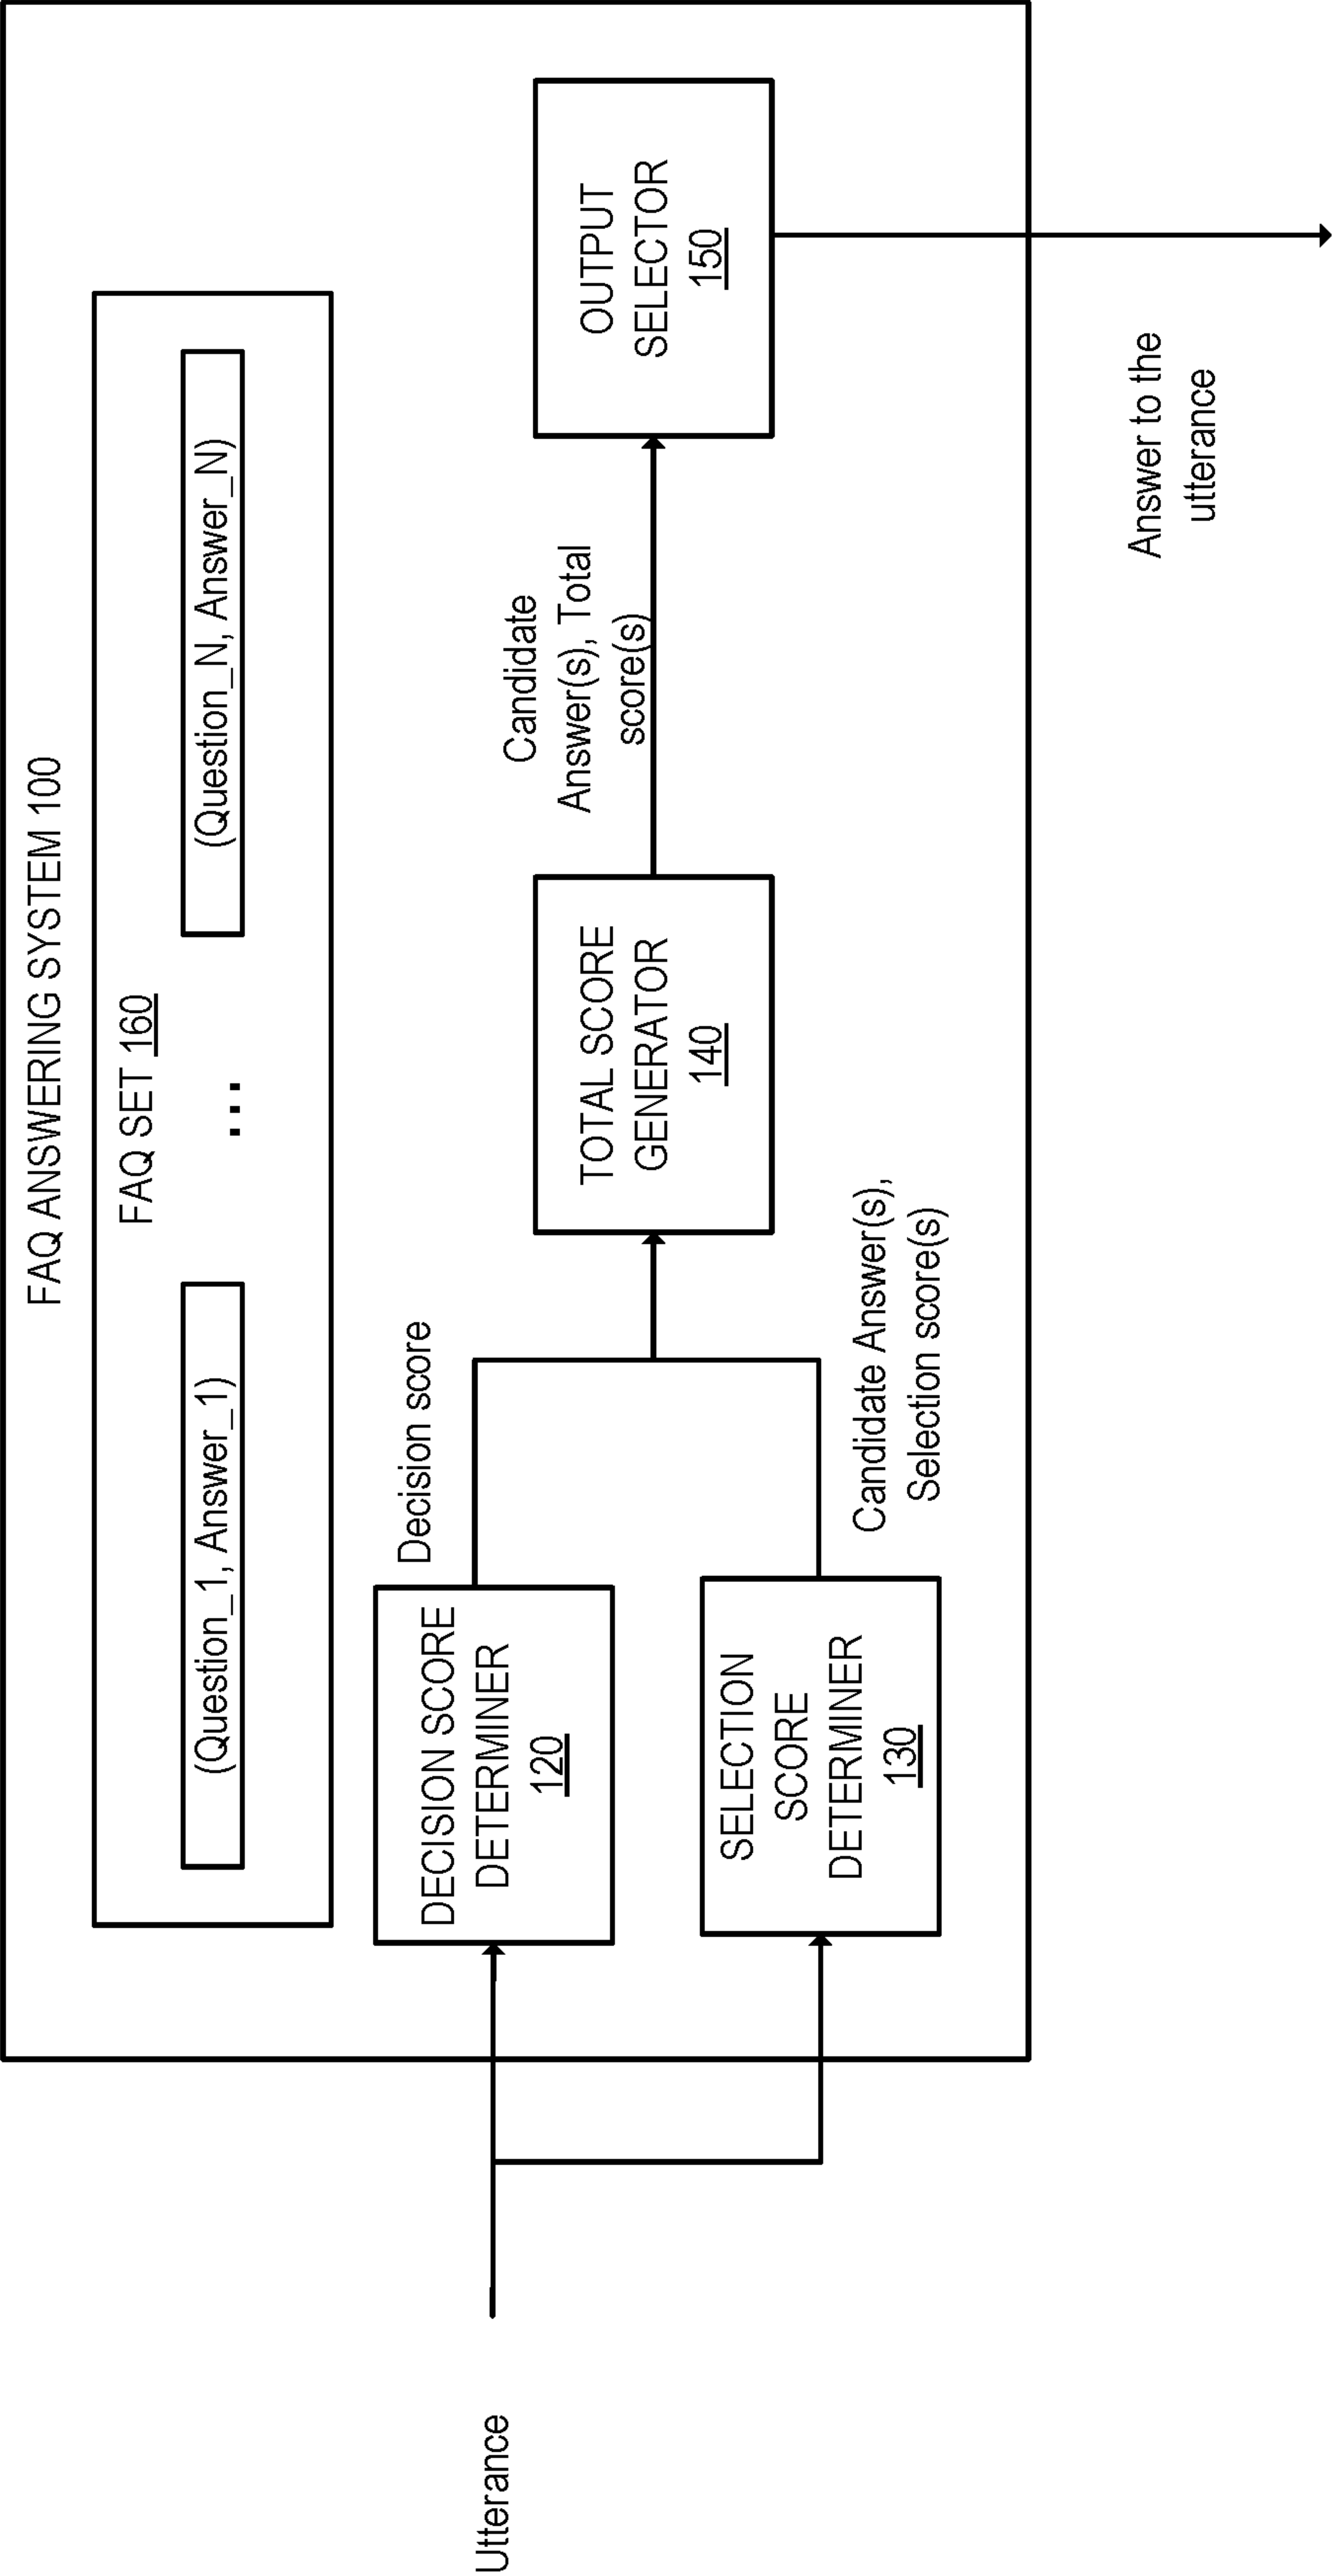 FAQ ANSWERING SYSTEM 100
FAQ SET 160
(Question_1, Answer_1)
...
(Question_N, Answer_N)
Utterance
DECISION SCORE
DETERMINER
120
Decision score
SELECTION
SCORE
DETERMINER
130
Candidate Answer(s),
Selection score(s)
TOTAL SCORE
GENERATOR
140
Candidate
Answer(s), Total
score(s)
OUTPUT
SELECTOR
150
Answer to the
utterance